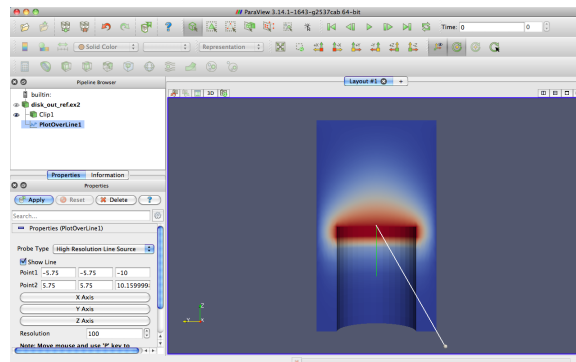 ParaView 3.14.1-1643-g2537cab 64-bit
Time: 0 0
Solid Color
Representation
Pipeline Browser
Layout #1
builtin:
disk_out_ref.ex2
3D
Clip1
PlotOverLine1
Properties Information
Properties
Apply Reset Delete ?
Search...
Properties (PlotOverLine1)
Probe Type High Resolution Line Source
Show Line
Point1 -5.75 -5.75 -10
Point2 5.75 5.75 10.159999
X Axis
Y Axis
Z Axis
Z
Y
Resolution 100
Note: Move mouse and use 'P' key to